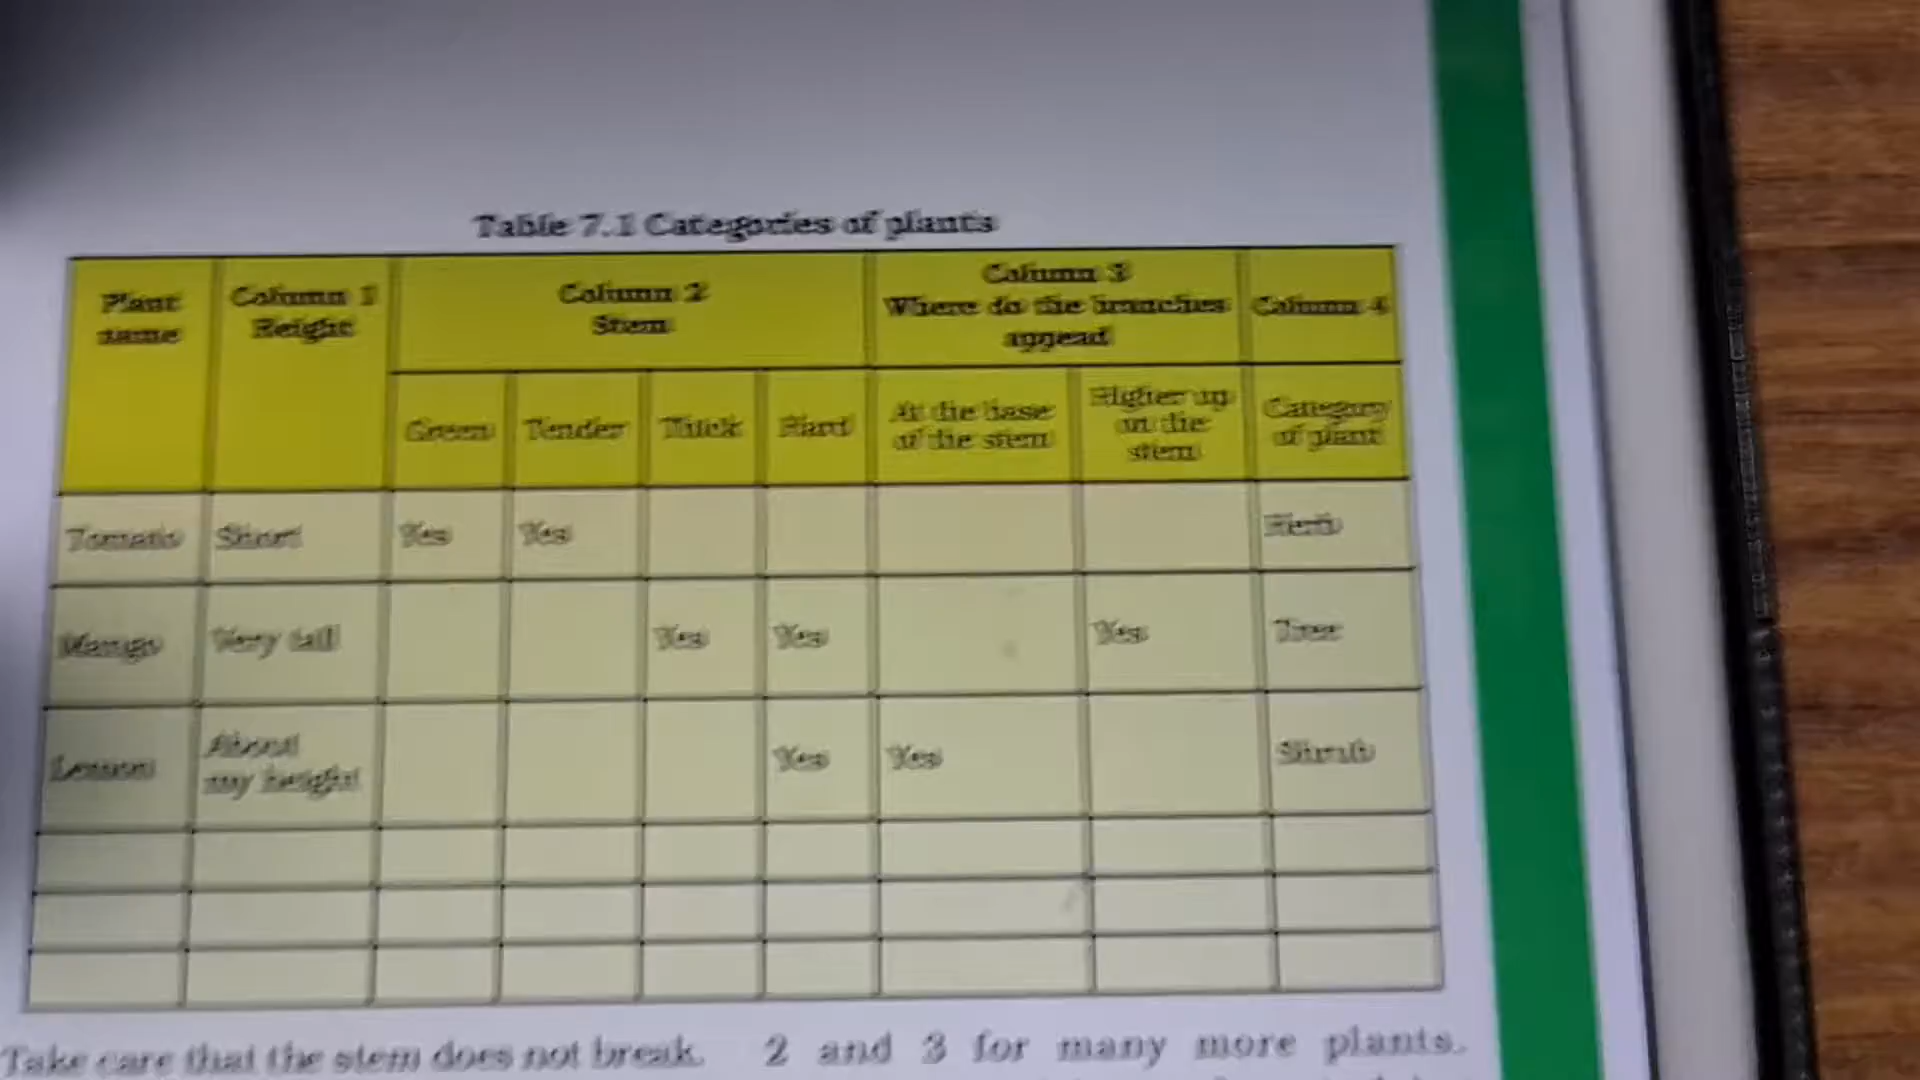 Table 7.1 Categories of plants
Plant name
Column 1 Height
Column 2 Stem
Column 3 Where do the branches appear
Column 4
Green Tender Thick Hard At the base of the stem Higher up on the stem Category of plant
Tomato Short Yes Yes Herb
Mango Very tall Yes Yes Yes Tree
Lemon About my height Yes Yes Shrub
Take care that the stem does not break.
2 and 3 for many more plants.